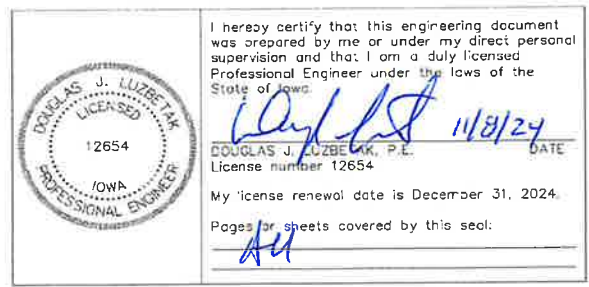 DOUGLAS J. LUZBETAK
LICENSED
12654
IOWA
PROFESSIONAL ENGINEER
I hereby certify that this engineering document
was prepared by me or under my direct personal
supervision and that I am a duly licensed
Professional Engineer under the laws of the
State of Iowa.
11/8/24
DOUGLAS J. LUZBETAK, P.E. DATE
License number 12654
My license renewal date is December 31, 2024.
Pages or sheets covered by this seal:
All